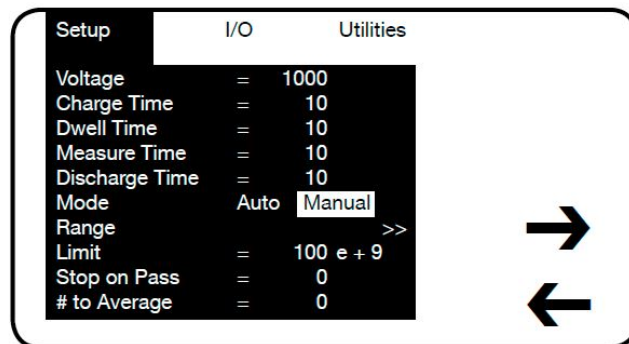 Setup I/O Utilities
Voltage = 1000
Charge Time = 10
Dwell Time = 10
Measure Time = 10
Discharge Time = 10
Mode Auto Manual
Range >>
Limit = 100 e + 9
Stop on Pass = 0
# to Average = 0